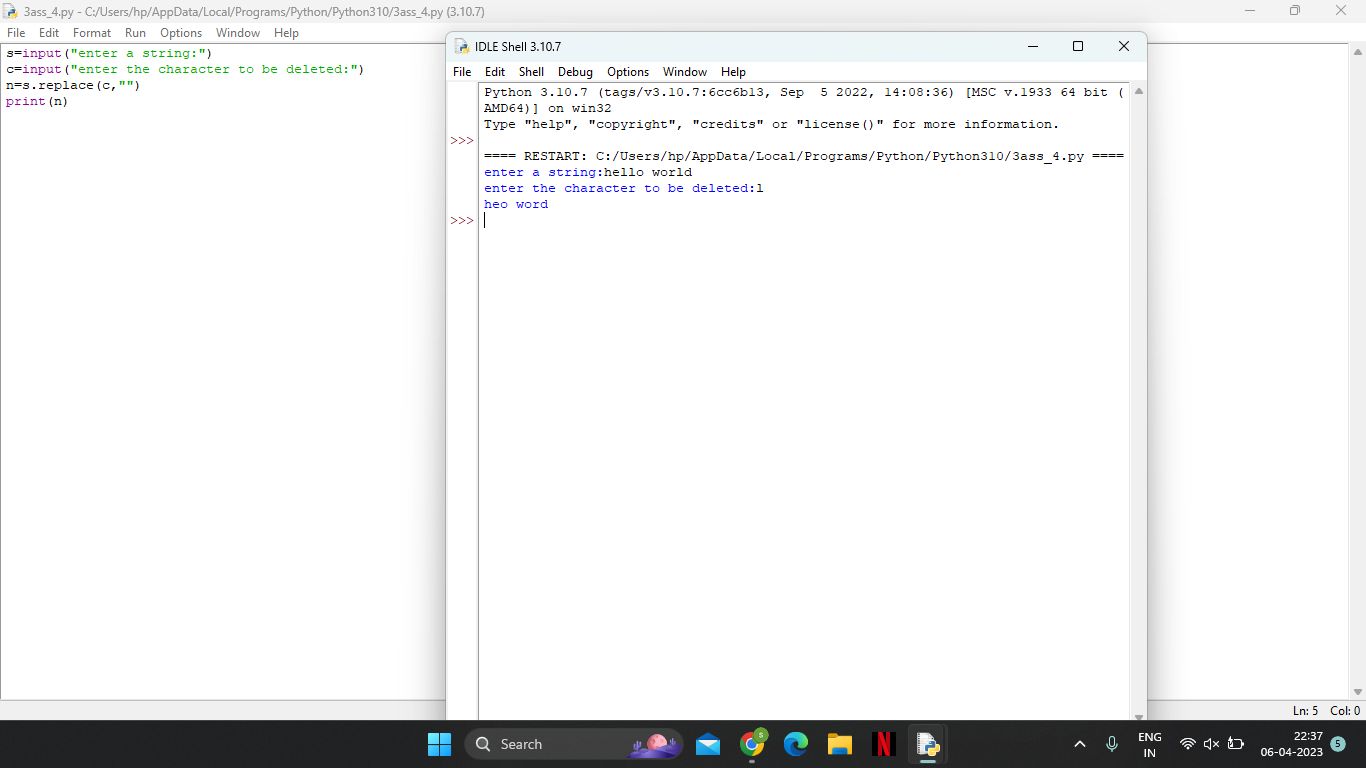 3ass_4.py - C:/Users/hp/AppData/Local/Programs/Python/Python310/3ass_4.py (3.10.7)
File Edit Format Run Options Window Help
s=input("enter a string:")
c=input("enter the character to be deleted:")
n=s.replace(c,"")
print(n)
IDLE Shell 3.10.7
File Edit Shell Debug Options Window Help
Python 3.10.7 (tags/v3.10.7:6cc6b13, Sep  5 2022, 14:08:36) [MSC v.1933 64 bit (
AMD64)] on win32
Type "help", "copyright", "credits" or "license()" for more information.
>>>
==== RESTART: C:/Users/hp/AppData/Local/Programs/Python/Python310/3ass_4.py ====
enter a string:hello world
enter the character to be deleted:l
heo word
>>>
Ln: 5 Col: 0
Search
S
N
ENG
IN
22:37
06-04-2023
5